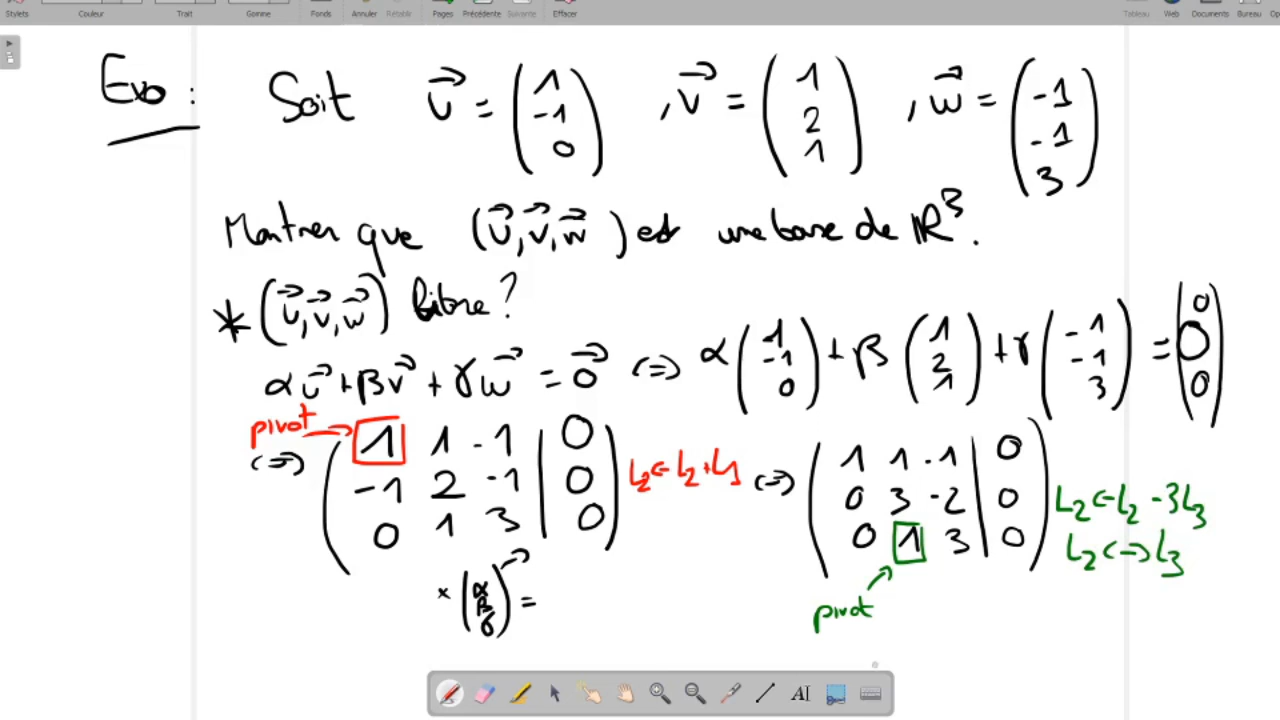 Stylets Couleur Trait Gomme Fonds Annuler Rétablir Pages Précédente Suivante Effacer Tableau Web Documents Bureau
Exo : Soit u⃗ = (1 -1 0) , v⃗ = (1 2 1) , w⃗ = (-1 -1 3)
Montrer que (u⃗, v⃗, w⃗) est une base de ℝ³.
* (u⃗, v⃗, w⃗) libre ?
αu⃗ + βv⃗ + γw⃗ = 0⃗ (=) α (1 -1 0) + β (1 2 1) + γ (-1 -1 3) = (0 0 0)
pivot →
(=) ( 1 1 -1 | 0
-1 2 -1 | 0
0 1 3 | 0 ) L₂ ← L₂ + L₁ (=) ( 1 1 -1 | 0
0 3 -2 | 0
0 1 3 | 0 ) L₂ ← L₂ - 3L₃
L₂ ↔ L₃
× (α β γ) =
pivot
AI